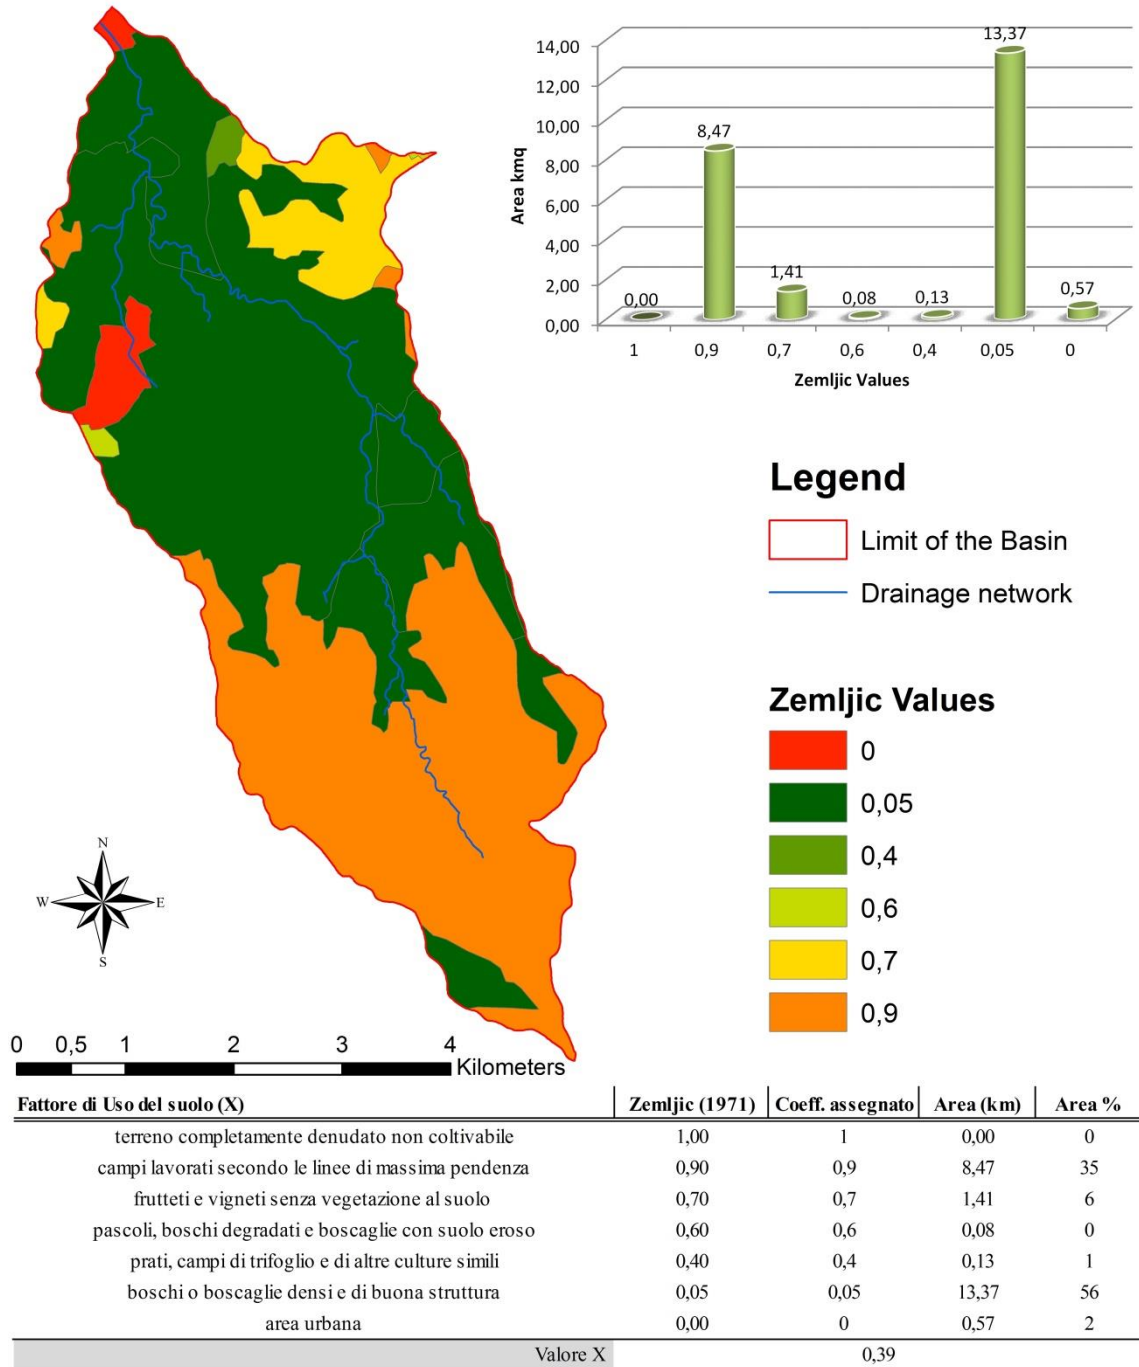 14,00
12,00
10,00
8,00
6,00
4,00
2,00
0,00
Area kmq
0,00
8,47
1,41
0,08
0,13
13,37
0,57
1 0,9 0,7 0,6 0,4 0,05 0
Zemljic Values
Legend
Limit of the Basin
Drainage network
Zemljic Values
0
0,05
0,4
0,6
0,7
0,9
N
W E
S
0 0,5 1 2 3 4
Kilometers
Fattore di Uso del suolo (X) Zemljic (1971) Coeff. assegnato Area (km) Area %
terreno completamente denudato non coltivabile 1,00 1 0,00 0
campi lavorati secondo le linee di massima pendenza 0,90 0,9 8,47 35
frutteti e vigneti senza vegetazione al suolo 0,70 0,7 1,41 6
pascoli, boschi degradati e boscaglie con suolo eroso 0,60 0,6 0,08 0
prati, campi di trifoglio e di altre culture simili 0,40 0,4 0,13 1
boschi o boscaglie densi e di buona struttura 0,05 0,05 13,37 56
area urbana 0,00 0 0,57 2
Valore X 0,39